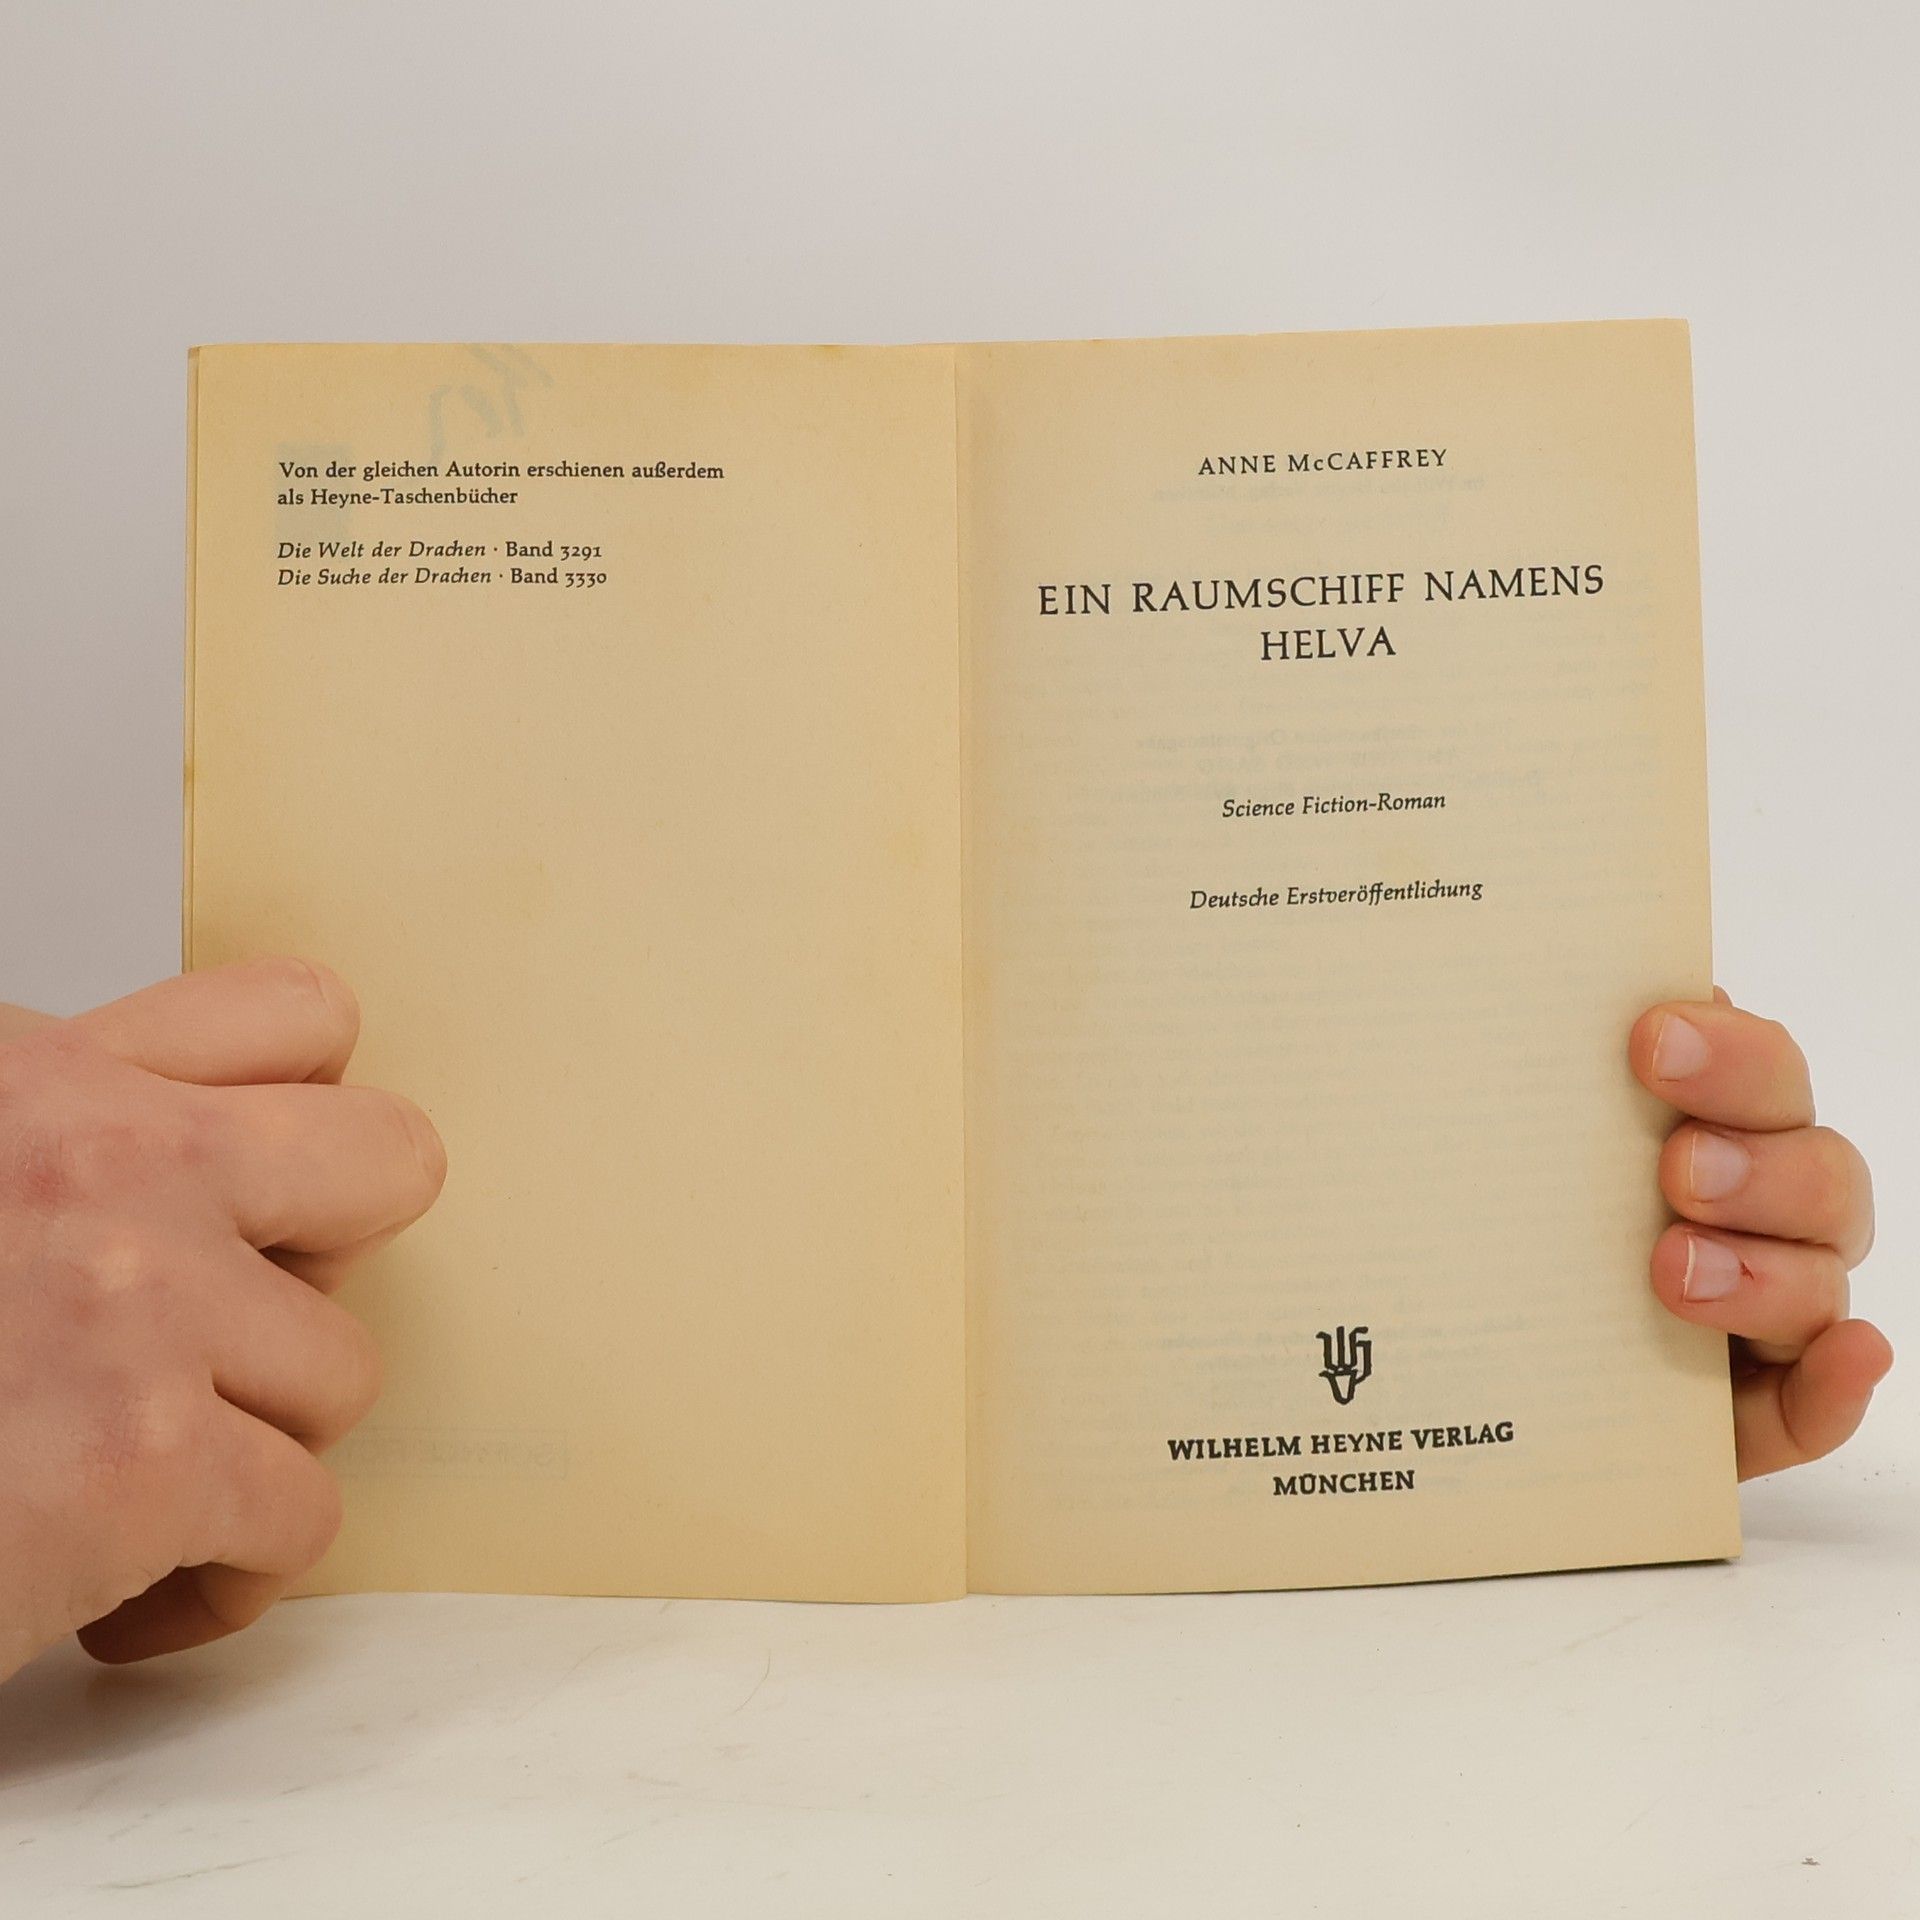 Von der gleichen Autorin erschienen außerdem
als Heyne-Taschenbücher
Die Welt der Drachen · Band 3291
Die Suche der Drachen · Band 3330
ANNE McCAFFREY
EIN RAUMSCHIFF NAMENS
HELVA
Science Fiction-Roman
Deutsche Erstveröffentlichung
WILHELM HEYNE VERLAG
MÜNCHEN